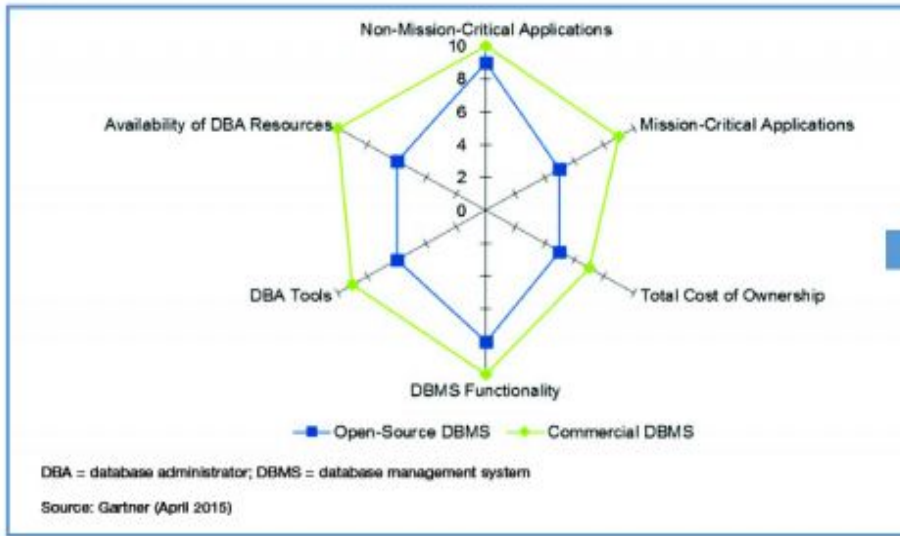 Non-Mission-Critical Applications
10
8
6
4
2
0
Availability of DBA Resources
Mission-Critical Applications
DBA Tools
Total Cost of Ownership
DBMS Functionality
Open-Source DBMS Commercial DBMS
DBA = database administrator; DBMS = database management system
Source: Gartner (April 2015)